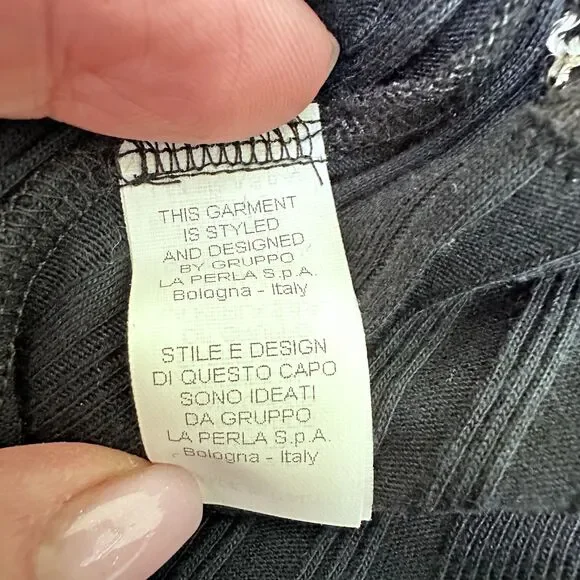 THIS GARMENT
IS STYLED
AND DESIGNED
BY GRUPPO
LA PERLA S.p.A.
Bologna - Italy
STILE E DESIGN
DI QUESTO CAPO
SONO IDEATI
DA GRUPPO
LA PERLA S.p.A.
Bologna - Italy